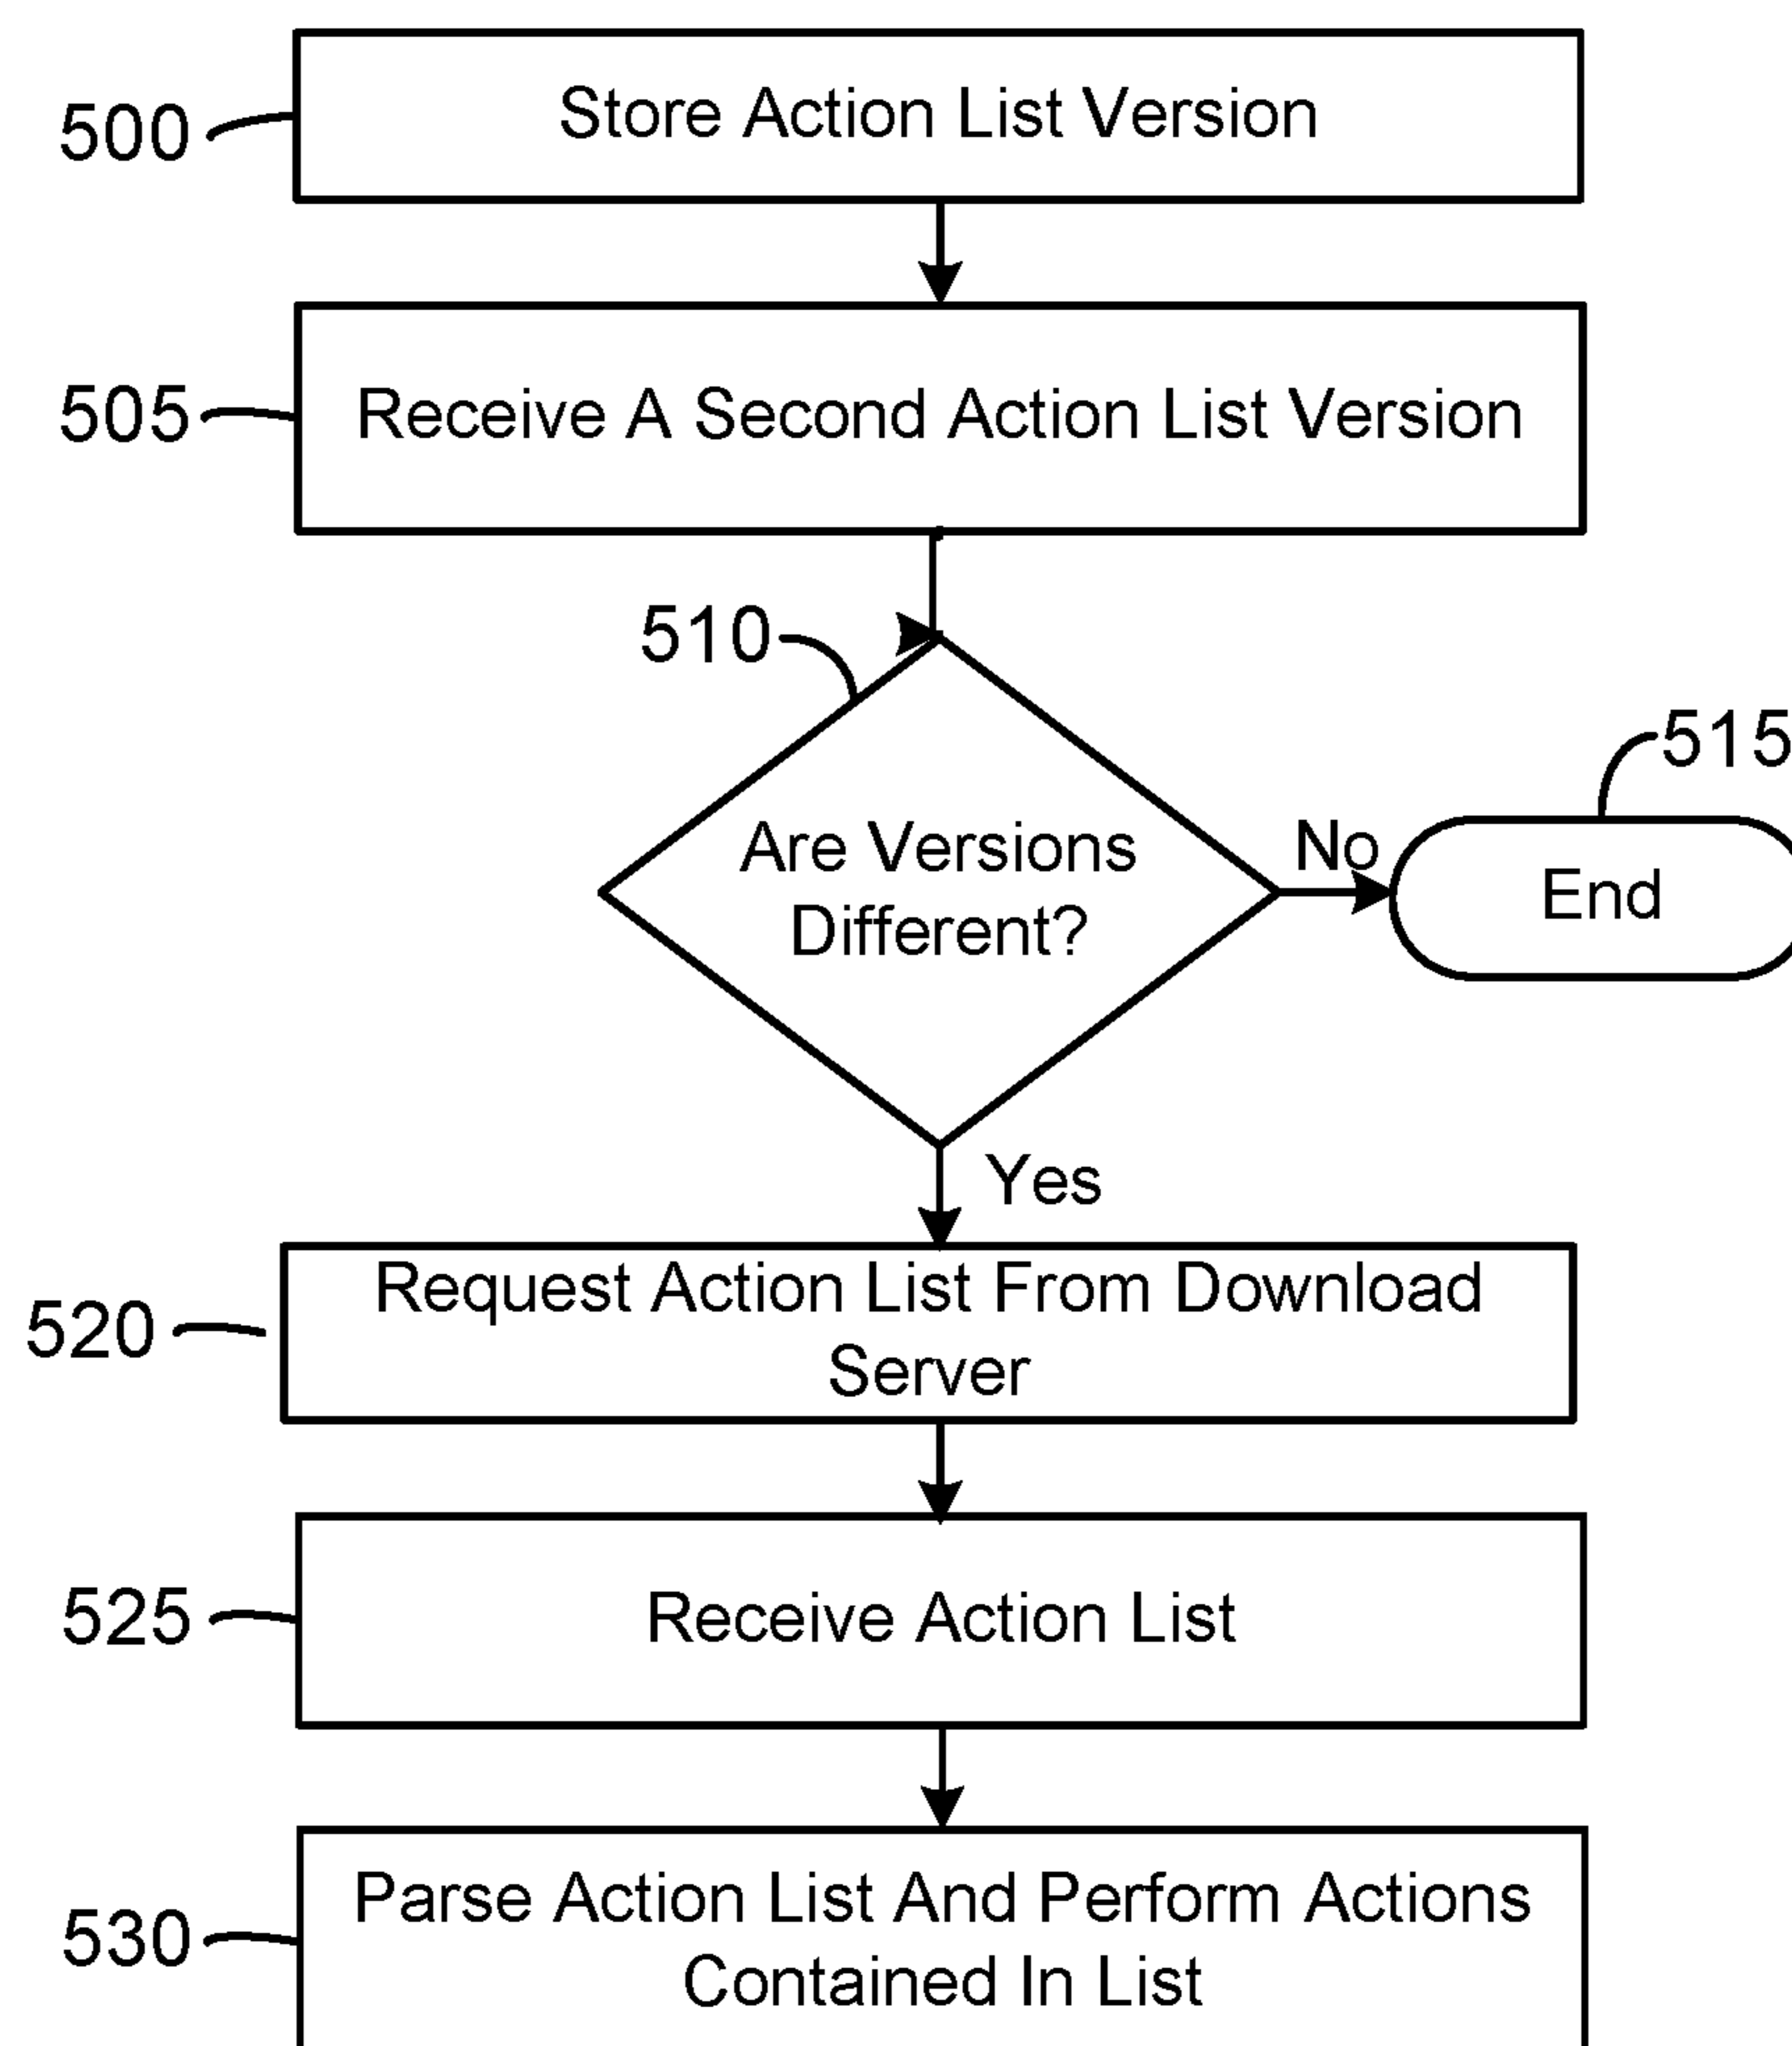 500
Store Action List Version
505
Receive A Second Action List Version
510
515
Are Versions
Different?
No
End
Yes
520
Request Action List From Download
Server
525
Receive Action List
530
Parse Action List And Perform Actions
Contained In List